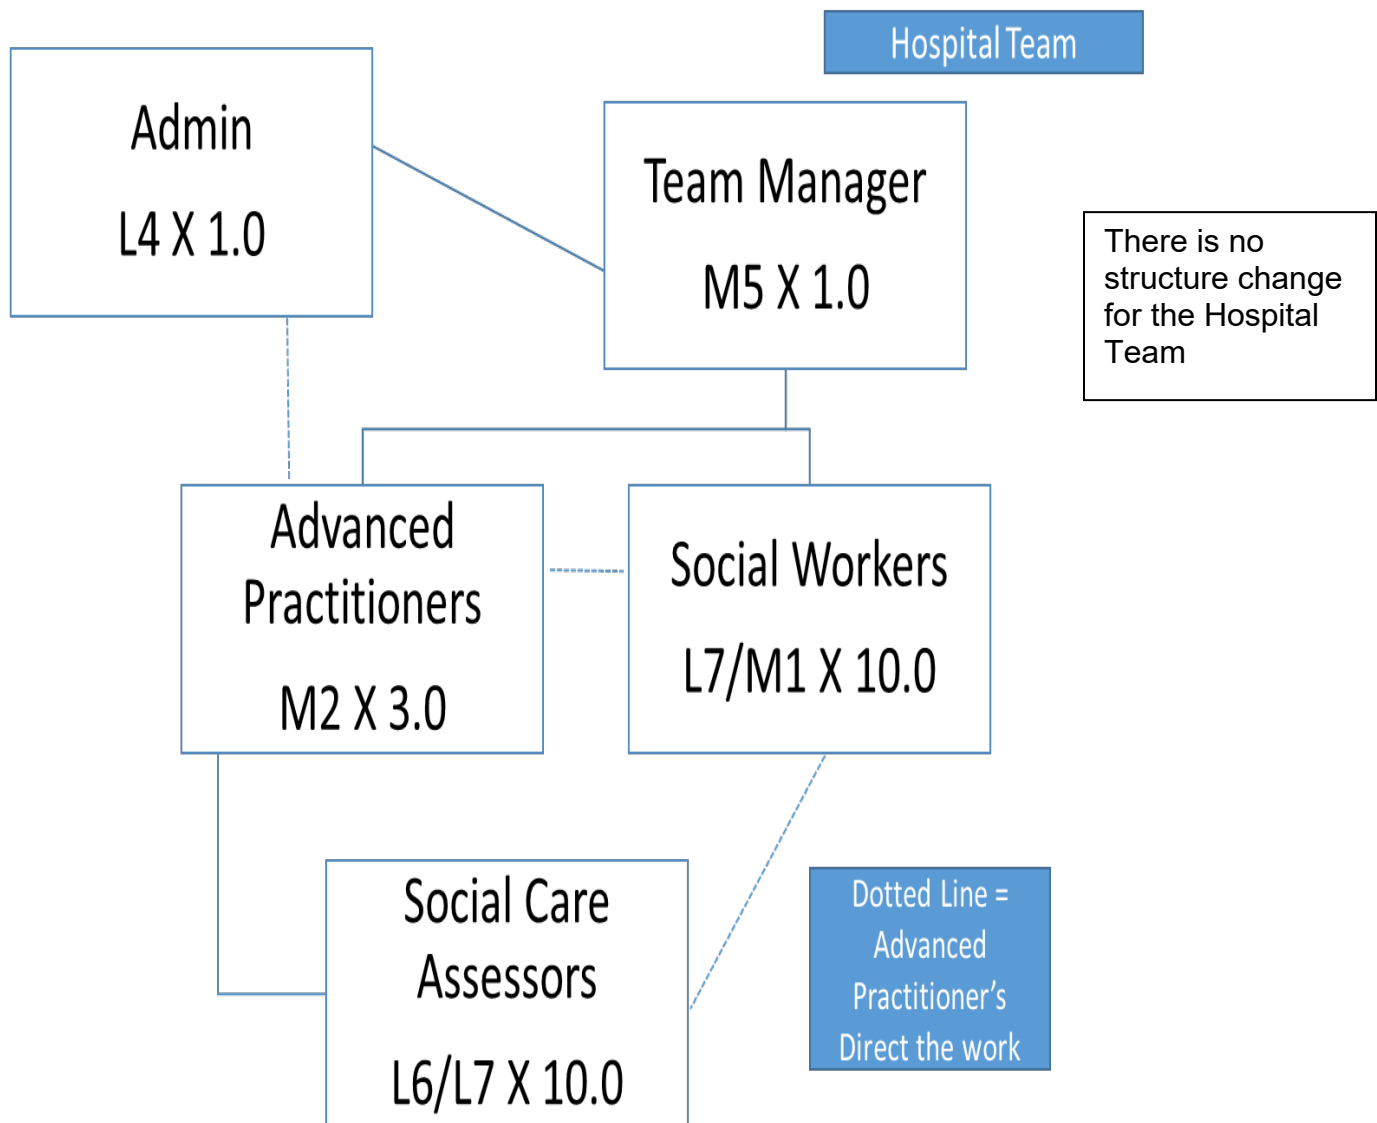 Hospital Team
Admin
L4 X 1.0
Team Manager
M5 X 1.0
There is no
structure change
for the Hospital
Team
Advanced
Practitioners
M2 X 3.0
Social Workers
L7/M1 X 10.0
Social Care
Assessors
L6/L7 X 10.0
Dotted Line =
Advanced
Practitioner’s
Direct the work